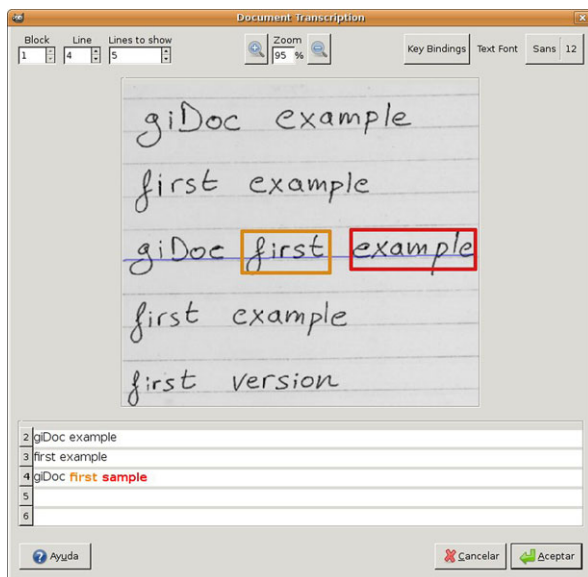 Document Transcription
Block Line Lines to show Zoom
1 4 5 95 % Key Bindings Text Font Sans 12
giDoc example
first example
giDoc first example
first example
first version
2 giDoc example
3 first example
4 giDoc first sample
5
6
Ayuda Cancelar Aceptar